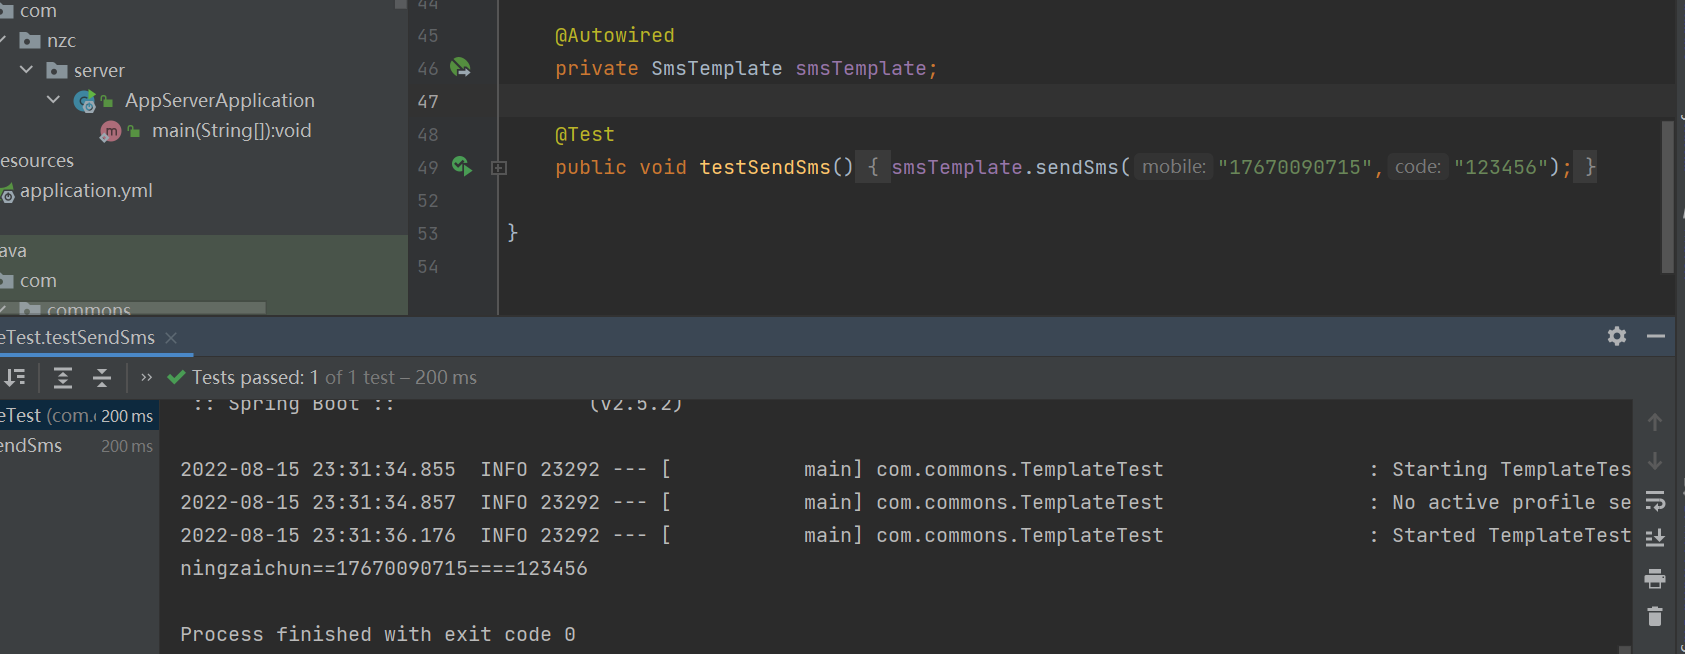 com
nzc
server
AppServerApplication
main(String[]):void
esources
application.yml
ava
com
commons
44
45 @Autowired
46 private SmsTemplate smsTemplate;
47
48 @Test
49 public void testSendSms() { smsTemplate.sendSms( mobile: "17670090715", code: "123456"); }
52
53 }
54
eTest.testSendSms
Tests passed: 1 of 1 test – 200 ms
eTest (com.c 200 ms
endSms 200 ms
:: Spring Boot :: (v2.5.2)
2022-08-15 23:31:34.855 INFO 23292 --- [ main] com.commons.TemplateTest : Starting TemplateTes
2022-08-15 23:31:34.857 INFO 23292 --- [ main] com.commons.TemplateTest : No active profile se
2022-08-15 23:31:36.176 INFO 23292 --- [ main] com.commons.TemplateTest : Started TemplateTest
ningzaichun==17670090715====123456
Process finished with exit code 0